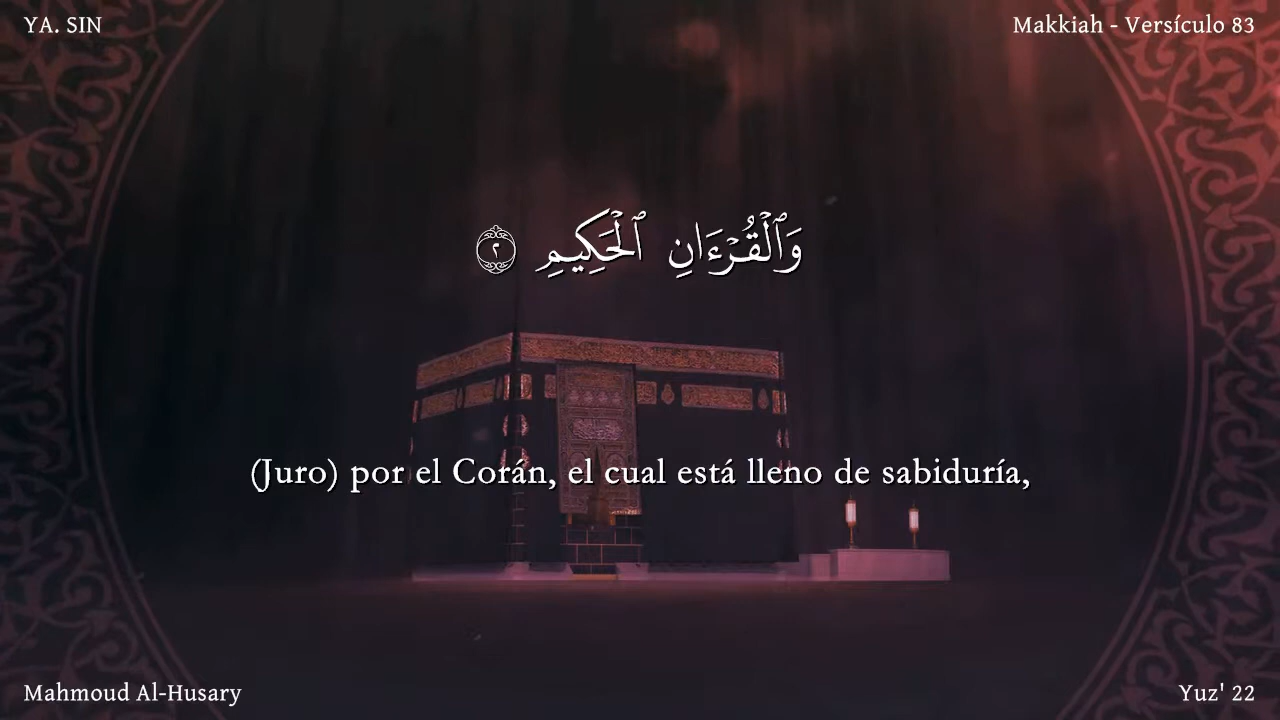 YA. SIN
Makkiah - Versículo 83
وَٱلْقُرْءَانِ ٱلْحَكِيمِ ٢
(Juro) por el Corán, el cual está lleno de sabiduría,
Mahmoud Al-Husary
Yuz' 22